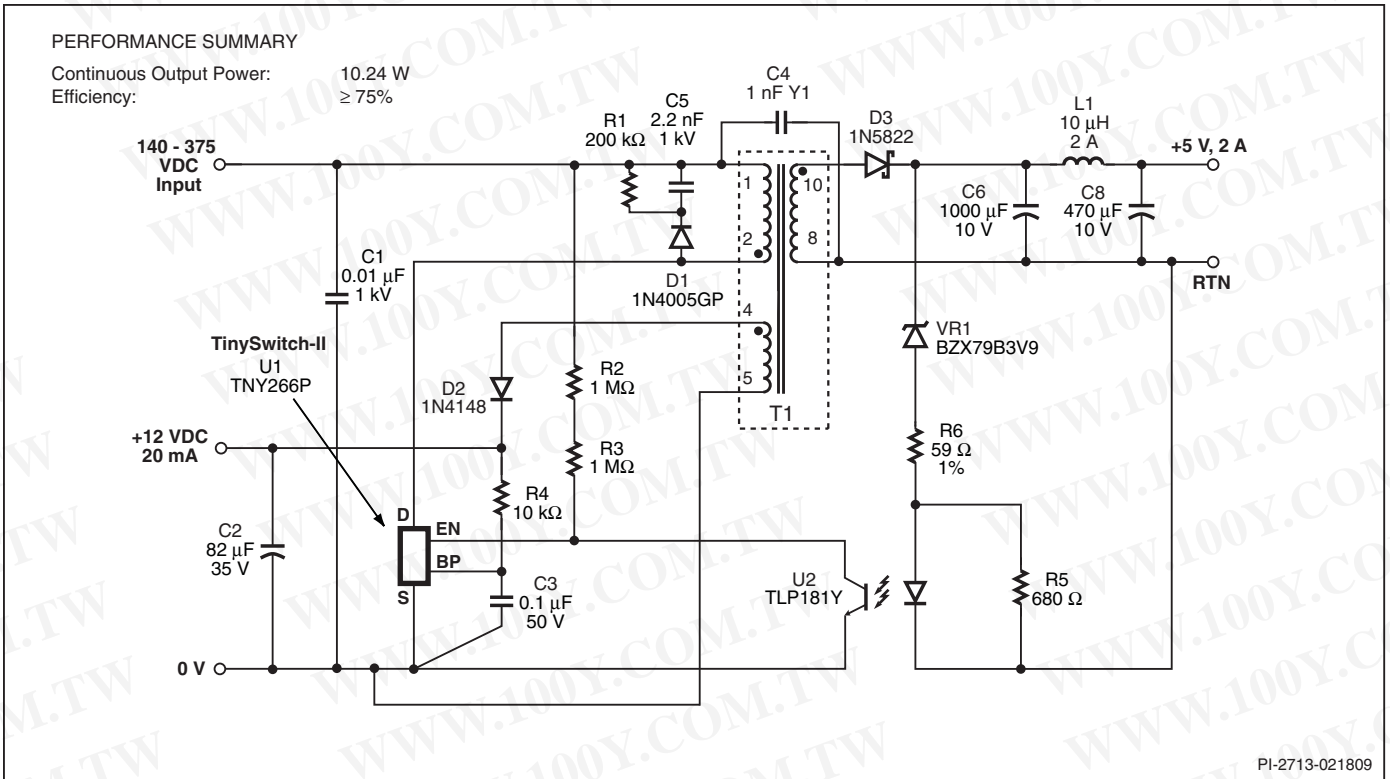 PERFORMANCE SUMMARY
Continuous Output Power: 10.24 W
Efficiency: ≥ 75%
140 - 375
VDC
Input
R1
200 kΩ
C5
2.2 nF
1 kV
C4
1 nF Y1
D3
1N5822
L1
10 μH
2 A
+5 V, 2 A
1
2
10
8
C6
1000 μF
10 V
C8
470 μF
10 V
RTN
C1
0.01 μF
1 kV
D1
1N4005GP
4
5
T1
TinySwitch-II
U1
TNY266P
D2
1N4148
R2
1 MΩ
VR1
BZX79B3V9
+12 VDC
20 mA
R3
1 MΩ
R6
59 Ω
1%
R4
10 kΩ
C2
82 μF
35 V
D
EN
BP
S
C3
0.1 μF
50 V
U2
TLP181Y
R5
680 Ω
0 V
PI-2713-021809
WWW.100Y.COM.TW